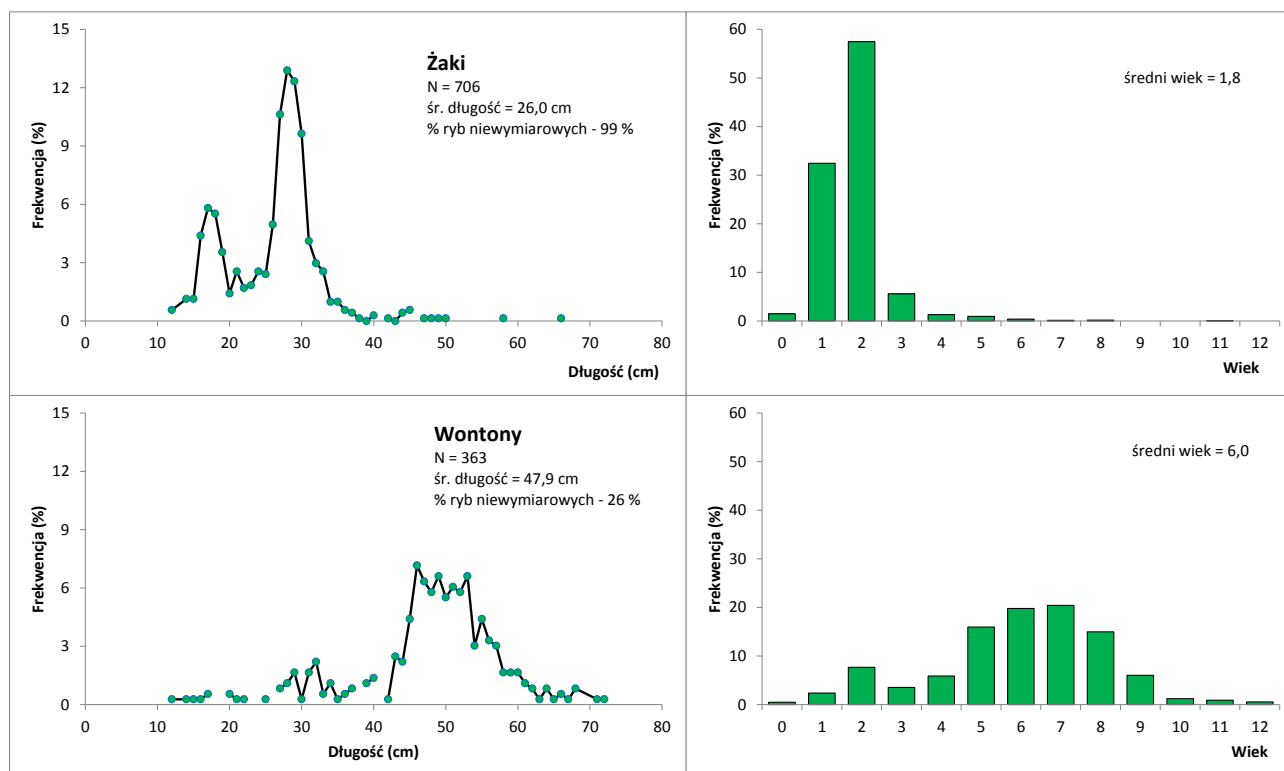 15
12
9
6
3
0
Frekwencja (%)
Żaki
N = 706
śr. długość = 26,0 cm
% ryb niewymiarowych - 99 %
0 10 20 30 40 50 60 70 80
Długość (cm)
60
50
40
30
20
10
0
Frekwencja (%)
średni wiek = 1,8
0 1 2 3 4 5 6 7 8 9 10 11 12
Wiek
15
12
9
6
3
0
Frekwencja (%)
Wontony
N = 363
śr. długość = 47,9 cm
% ryb niewymiarowych - 26 %
0 10 20 30 40 50 60 70 80
Długość (cm)
60
50
40
30
20
10
0
Frekwencja (%)
średni wiek = 6,0
0 1 2 3 4 5 6 7 8 9 10 11 12
Wiek